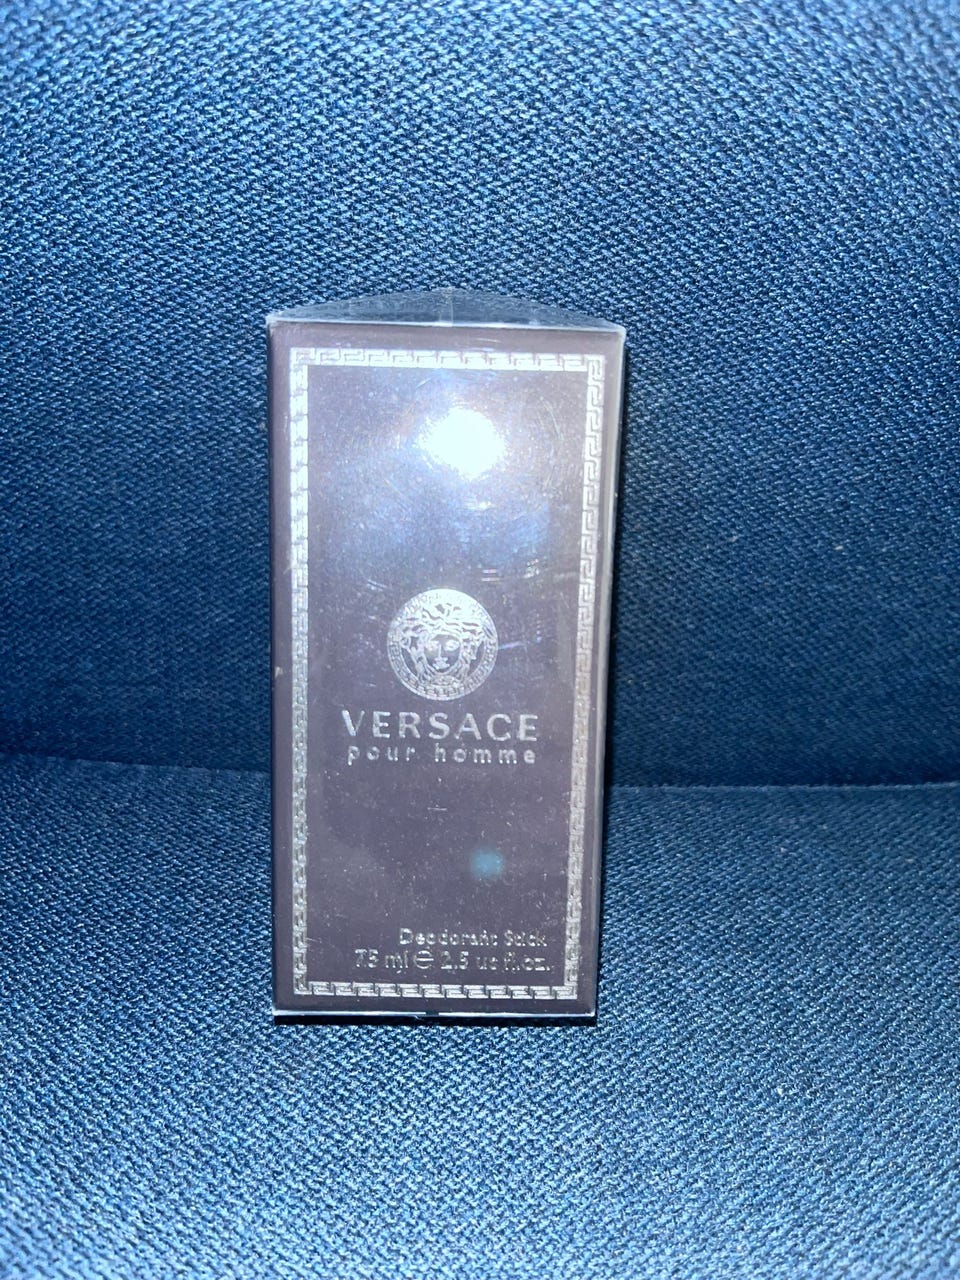 VERSACE
pour homme
Deodorant Stick
75 ml ℮ 2.5 us fl.oz.